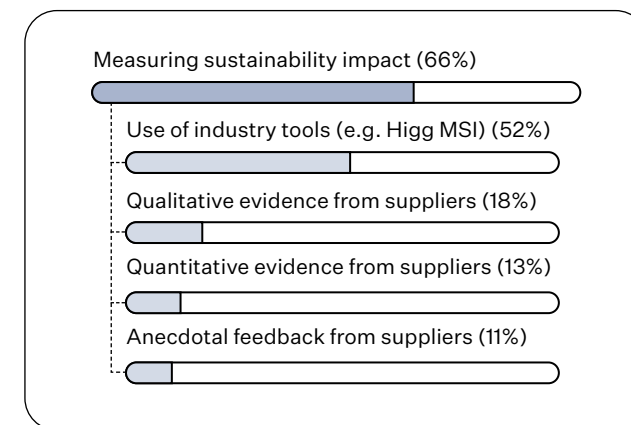 Measuring sustainability impact (66%)
Use of industry tools (e.g. Higg MSI) (52%)
Qualitative evidence from suppliers (18%)
Quantitative evidence from suppliers (13%)
Anecdotal feedback from suppliers (11%)